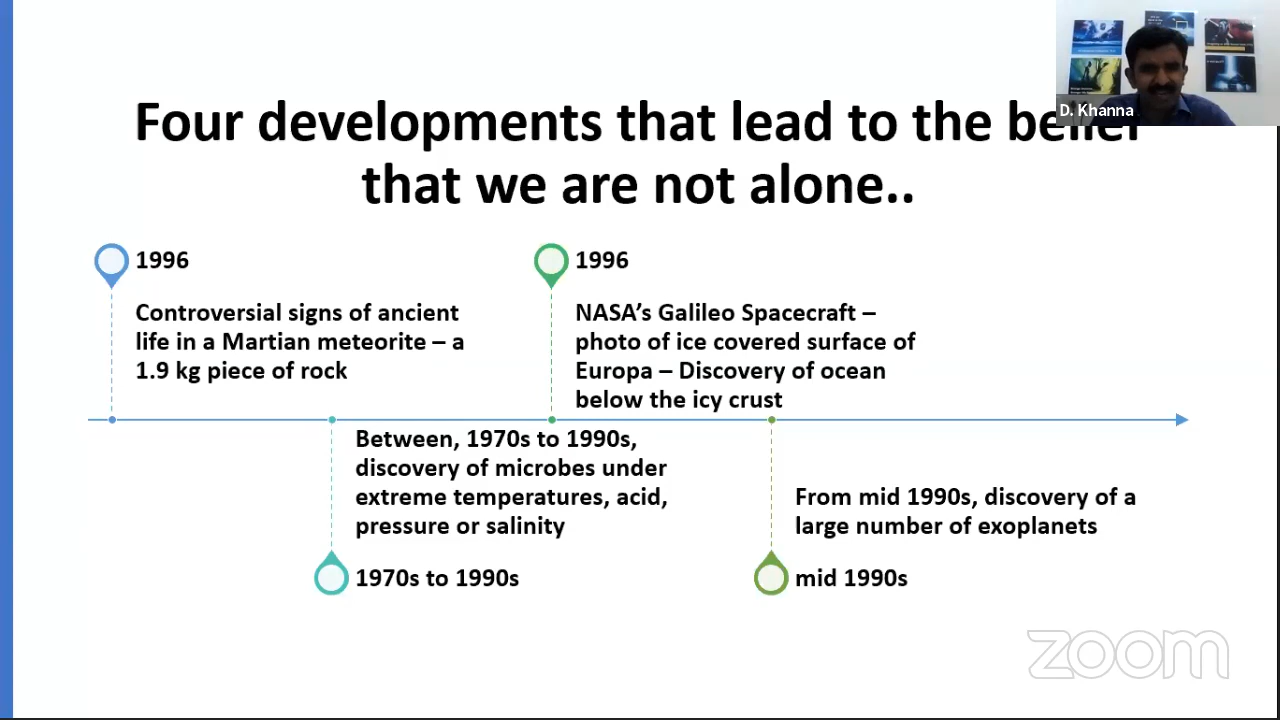 D. Khanna
Four developments that lead to the belief
that we are not alone..
1996
Controversial signs of ancient
life in a Martian meteorite – a
1.9 kg piece of rock
1996
NASA’s Galileo Spacecraft –
photo of ice covered surface of
Europa – Discovery of ocean
below the icy crust
Between, 1970s to 1990s,
discovery of microbes under
extreme temperatures, acid,
pressure or salinity
1970s to 1990s
From mid 1990s, discovery of a
large number of exoplanets
mid 1990s
zoom